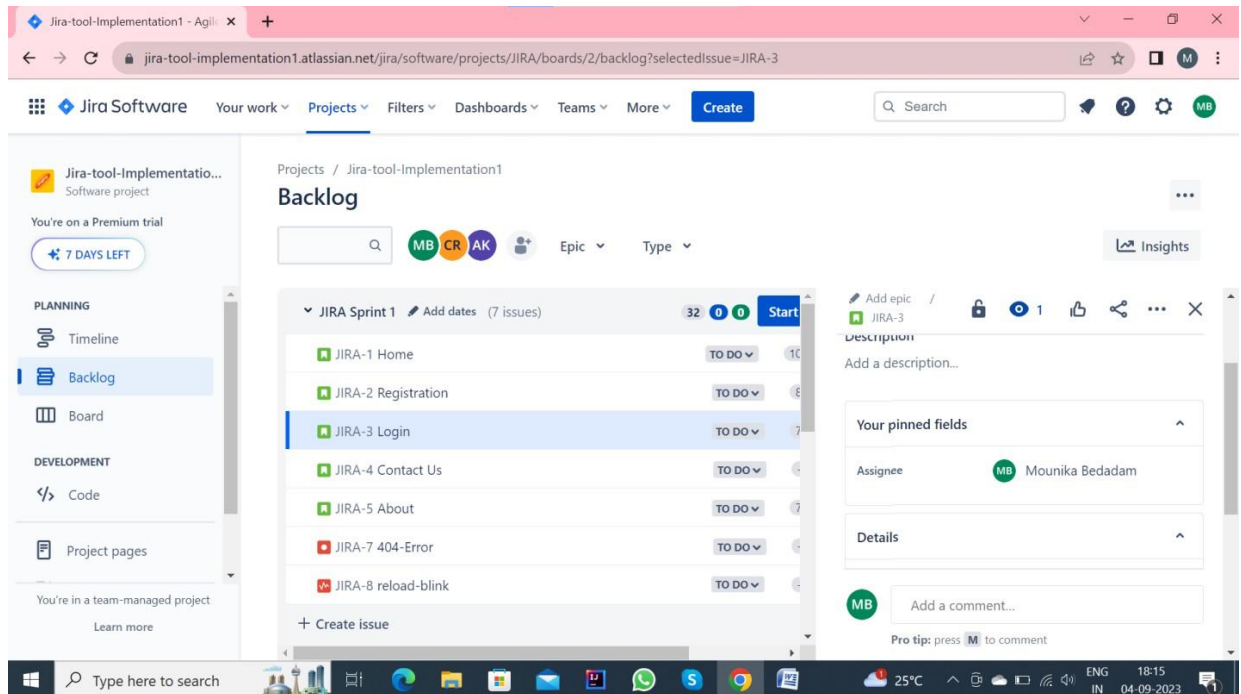 Jira-tool-Implementation1 - Agil
jira-tool-implementation1.atlassian.net/jira/software/projects/JIRA/boards/2/backlog?selectedIssue=JIRA-3
M
Jira Software Your work Projects Filters Dashboards Teams More Create Search MB
Jira-tool-Implementatio...
Software project
You're on a Premium trial
7 DAYS LEFT
PLANNING
Timeline
Backlog
Board
DEVELOPMENT
Code
Project pages
You're in a team-managed project
Learn more
Projects / Jira-tool-Implementation1
Backlog
MB CR AK Epic Type Insights
JIRA Sprint 1 Add dates (7 issues) 32 0 0 Start
JIRA-1 Home TO DO 10
JIRA-2 Registration TO DO 8
JIRA-3 Login TO DO 7
JIRA-4 Contact Us TO DO -
JIRA-5 About TO DO 7
JIRA-7 404-Error TO DO -
JIRA-8 reload-blink TO DO -
+ Create issue
Add epic /
JIRA-3
1
Description
Add a description...
Your pinned fields
Assignee MB Mounika Bedadam
Details
MB Add a comment...
Pro tip: press M to comment
Type here to search
25°C
ENG
IN
18:15
04-09-2023
1